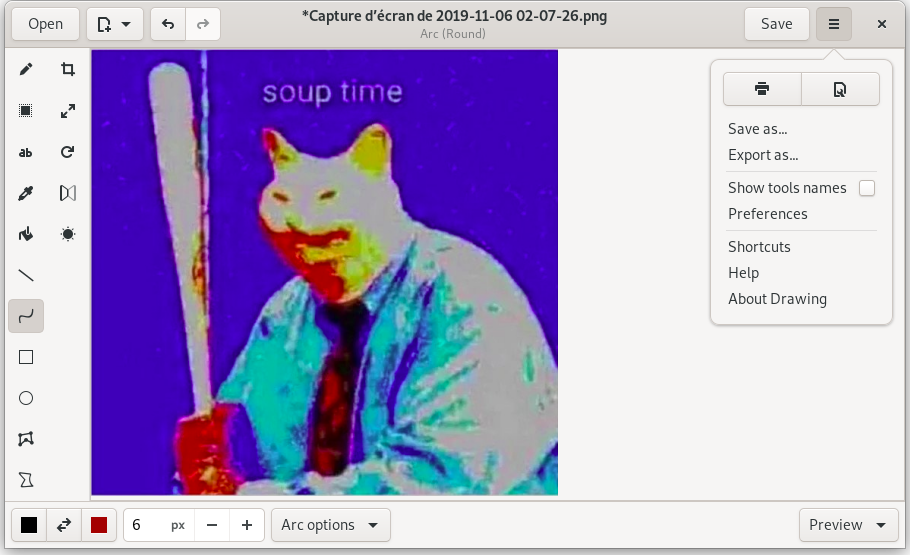 Open
*Capture d'écran de 2019-11-06 02-07-26.png
Arc (Round)
Save
soup time
Save as...
Export as...
Show tools names
Preferences
Shortcuts
Help
About Drawing
ab
6 px
Arc options
Preview